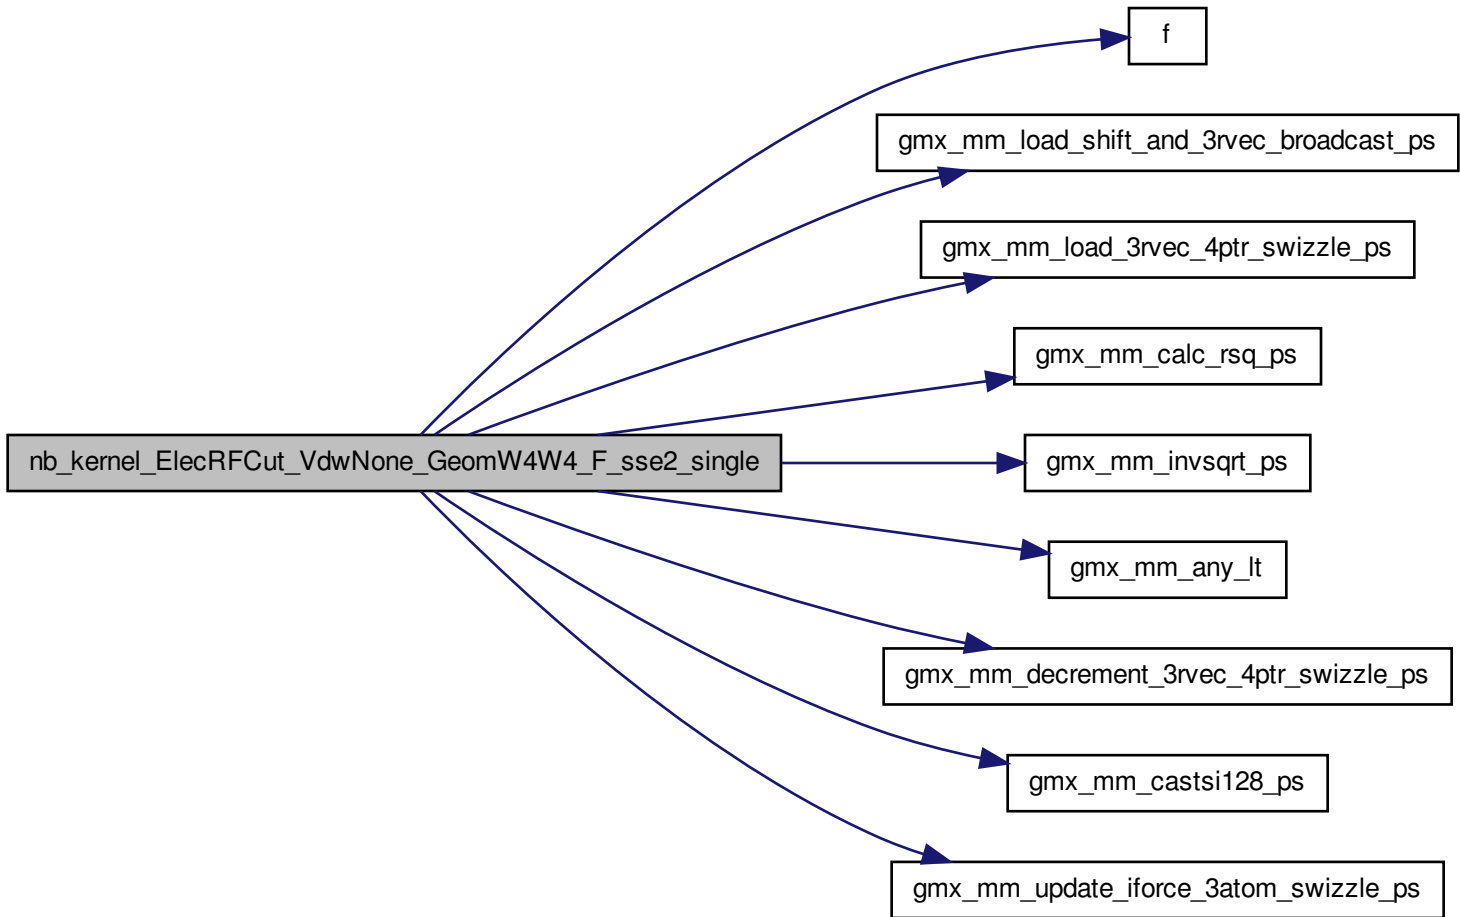 f
gmx_mm_load_shift_and_3rvec_broadcast_ps
gmx_mm_load_3rvec_4ptr_swizzle_ps
gmx_mm_calc_rsq_ps
nb_kernel_ElecRFCut_VdwNone_GeomW4W4_F_sse2_single
gmx_mm_invsqrt_ps
gmx_mm_any_lt
gmx_mm_decrement_3rvec_4ptr_swizzle_ps
gmx_mm_castsi128_ps
gmx_mm_update_iforce_3atom_swizzle_ps